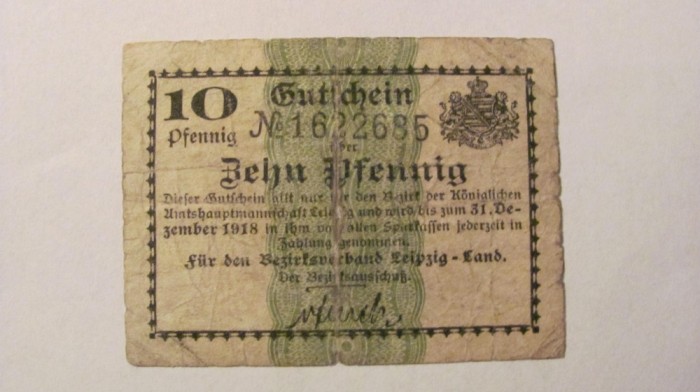 10 Gutschein
Pfennig № 1622685
über
Zehn Pfennig
Dieser Gutschein gilt nur für den Bezirk der Königlichen
Amtshauptmannschaft Leipzig und wird bis zum 31. De-
zember 1918 in ihm von allen Sparkassen jederzeit in
Zahlung genommen.
Für den Bezirksverband Leipzig-Land.
Der Bezirksausschuß.